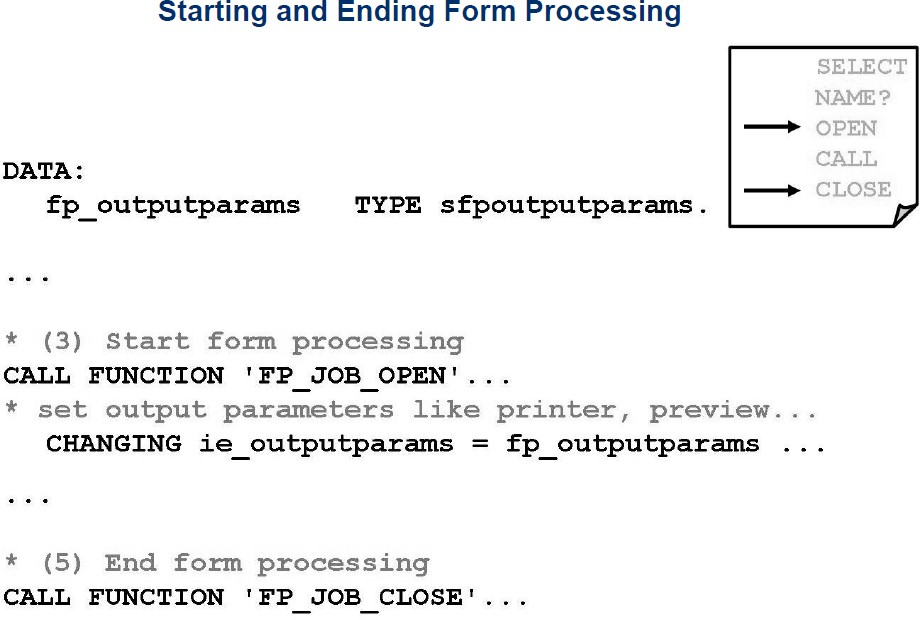 Starting and Ending Form Processing
SELECT
NAME?
OPEN
CALL
CLOSE
DATA:
fp_outputparams TYPE sfpoutputparams.
...
* (3) Start form processing
CALL FUNCTION 'FP_JOB_OPEN'...
* set output parameters like printer, preview...
CHANGING ie_outputparams = fp_outputparams ...
...
* (5) End form processing
CALL FUNCTION 'FP_JOB_CLOSE'...